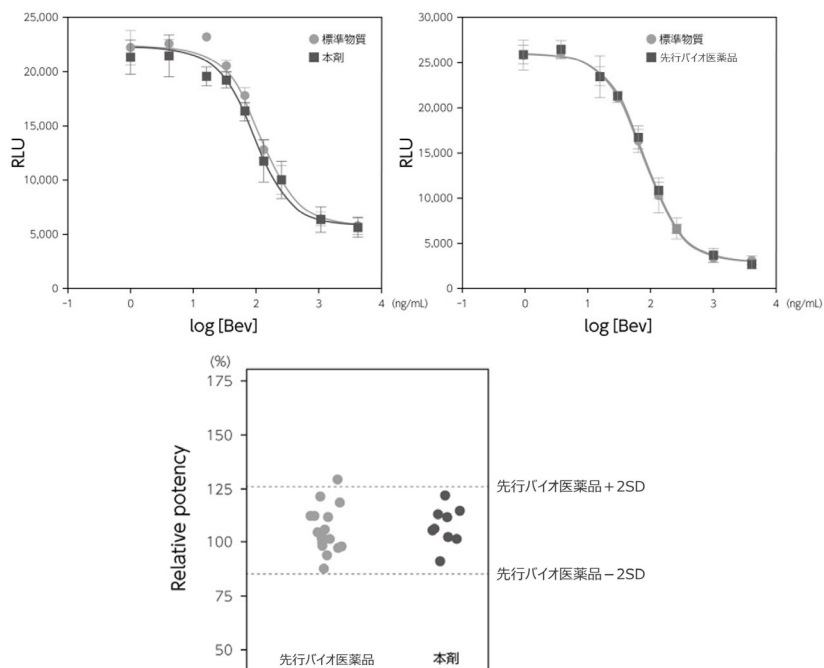 25,000
20,000
15,000
10,000
5,000
0
RLU
標準物質
本剤
−1
0
1
2
3
4
(ng/mL)
log [Bev]
30,000
25,000
20,000
15,000
10,000
5,000
0
RLU
標準物質
先行バイオ医薬品
−1
0
1
2
3
4
(ng/mL)
log [Bev]
(%)
175
150
125
100
75
50
Relative potency
先行バイオ医薬品＋2SD
先行バイオ医薬品−2SD
先行バイオ医薬品
本剤